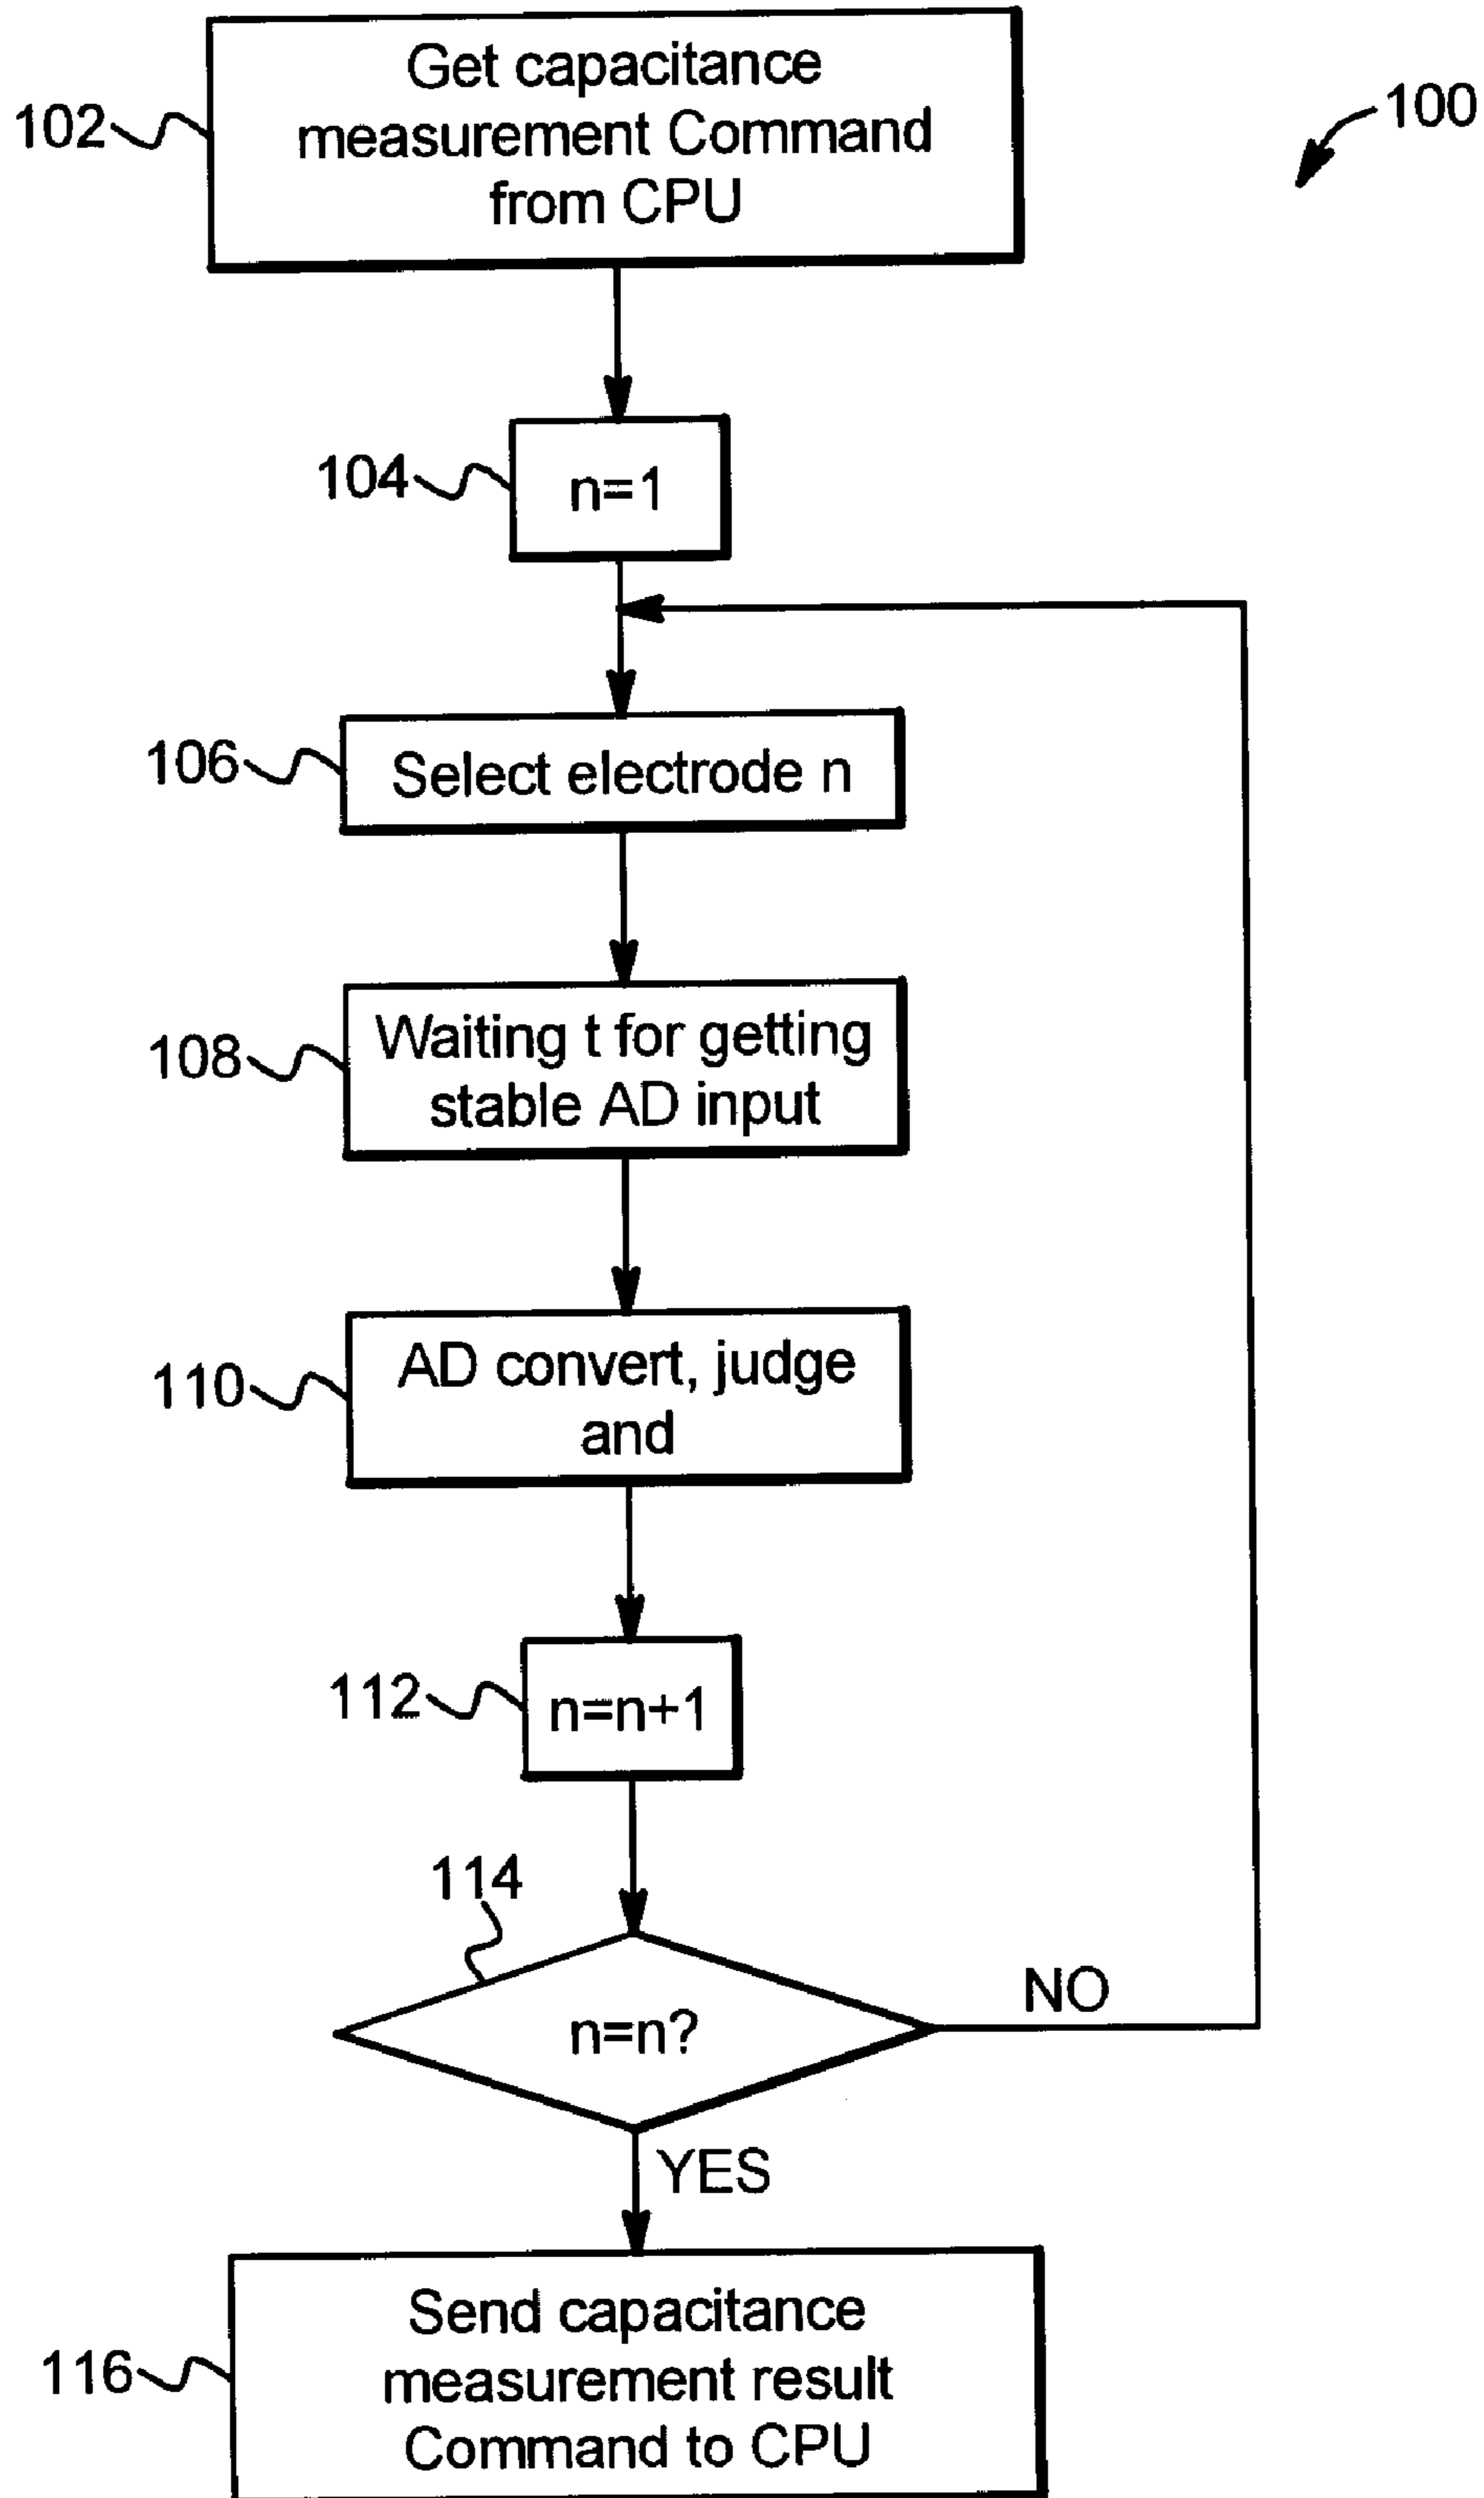 100
102
Get capacitance
measurement Command
from CPU
104
n=1
106
Select electrode n
108
Waiting t for getting
stable AD input
110
AD convert, judge
and
112
n=n+1
114
n=n?
NO
YES
116
Send capacitance
measurement result
Command to CPU